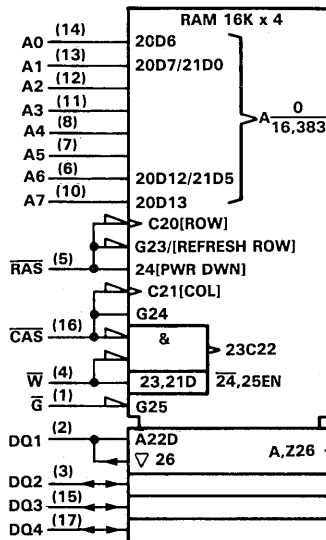 RAM 16K x 4
A0 (14) 20D6
A1 (13) 20D7/21D0
A2 (12)
A3 (11)
A4 (8)
A5 (7)
A6 (6) 20D12/21D5
A7 (10) 20D13
A 0/16,383
C20[ROW]
G23/[REFRESH ROW]
RAS (5) 24[PWR DWN]
C21[COL]
G24
CAS (16) & 23C22
W (4) 23,21D 24,25EN
G (1) G25
DQ1 (2) A22D
▽ 26 A,Z26
DQ2 (3)
DQ3 (15)
DQ4 (17)